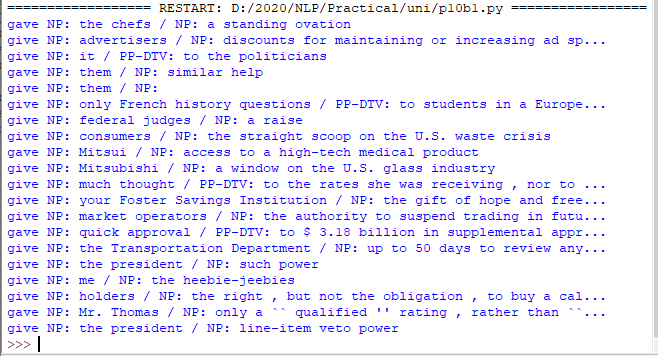 =================== RESTART: D:/2020/NLP/Practical/uni/p10b1.py ==================
gave NP: the chefs / NP: a standing ovation
give NP: advertisers / NP: discounts for maintaining or increasing ad sp...
give NP: it / PP-DTV: to the politicians
gave NP: them / NP: similar help
give NP: them / NP:
give NP: only French history questions / PP-DTV: to students in a Europe...
give NP: federal judges / NP: a raise
give NP: consumers / NP: the straight scoop on the U.S. waste crisis
gave NP: Mitsui / NP: access to a high-tech medical product
give NP: Mitsubishi / NP: a window on the U.S. glass industry
give NP: much thought / PP-DTV: to the rates she was receiving , nor to ...
give NP: your Foster Savings Institution / NP: the gift of hope and free...
give NP: market operators / NP: the authority to suspend trading in futu...
gave NP: quick approval / PP-DTV: to $ 3.18 billion in supplemental appr...
give NP: the Transportation Department / NP: up to 50 days to review any...
give NP: the president / NP: such power
give NP: me / NP: the heebie-jeebies
give NP: holders / NP: the right , but not the obligation , to buy a cal...
gave NP: Mr. Thomas / NP: only a `` qualified '' rating , rather than ``...
give NP: the president / NP: line-item veto power
>>>